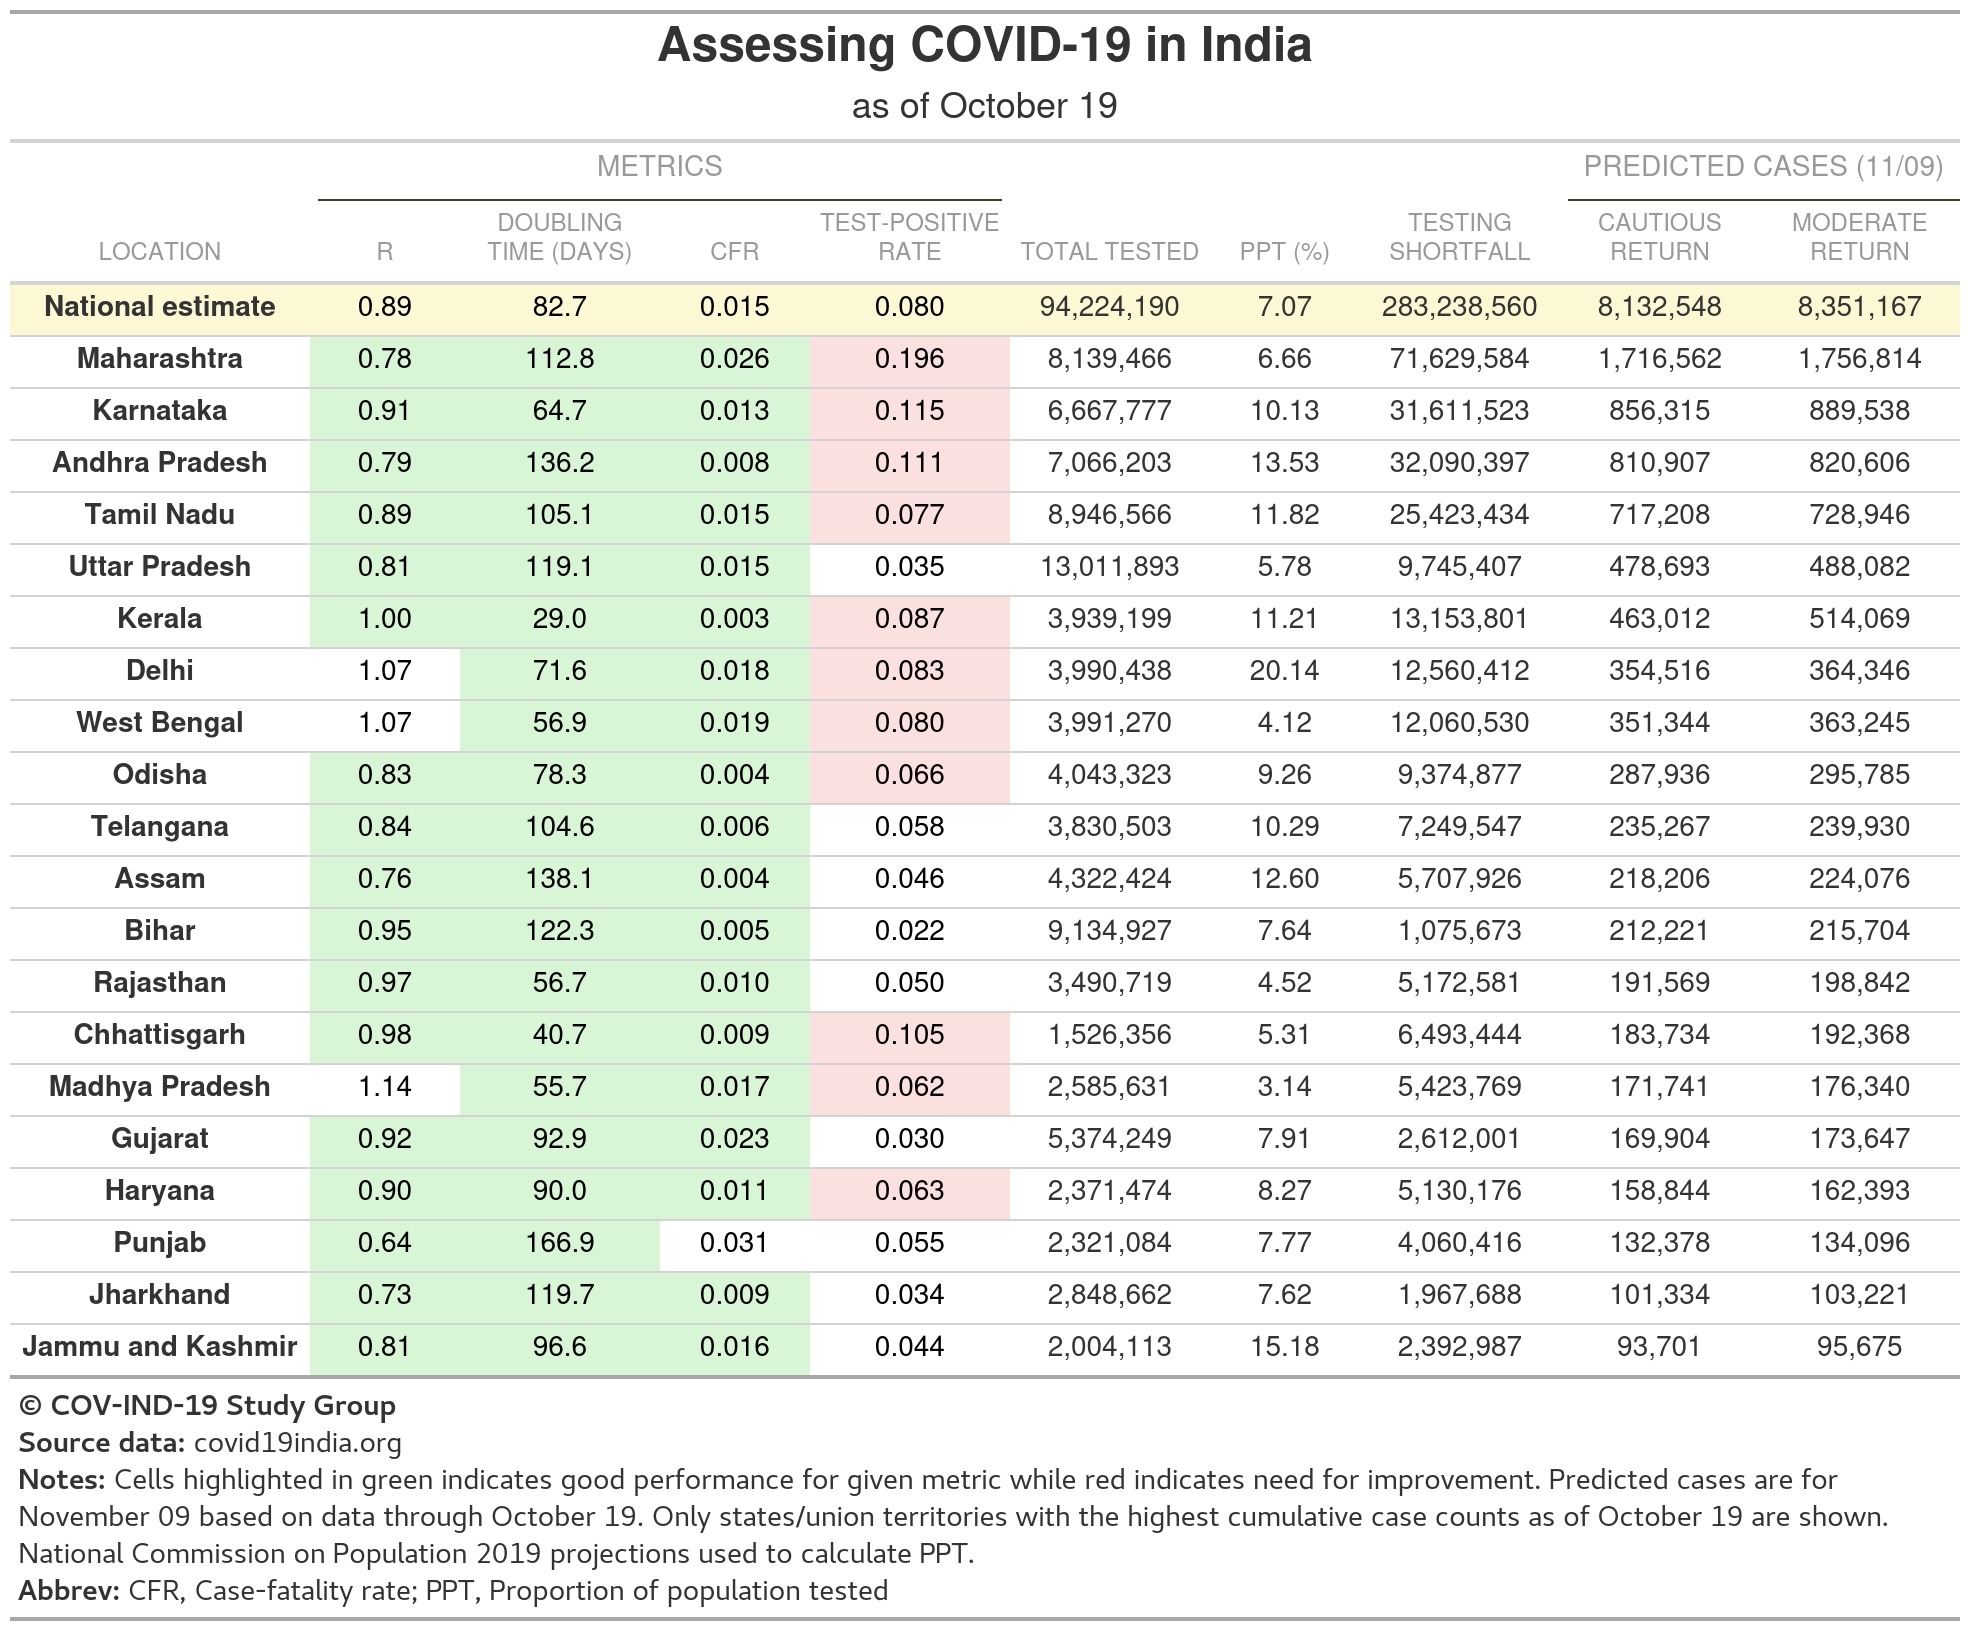 Assessing COVID-19 in India
as of October 19
METRICS PREDICTED CASES (11/09)
LOCATION R DOUBLING TIME (DAYS) CFR TEST-POSITIVE RATE TOTAL TESTED PPT (%) TESTING SHORTFALL CAUTIOUS RETURN MODERATE RETURN
National estimate 0.89 82.7 0.015 0.080 94,224,190 7.07 283,238,560 8,132,548 8,351,167
Maharashtra 0.78 112.8 0.026 0.196 8,139,466 6.66 71,629,584 1,716,562 1,756,814
Karnataka 0.91 64.7 0.013 0.115 6,667,777 10.13 31,611,523 856,315 889,538
Andhra Pradesh 0.79 136.2 0.008 0.111 7,066,203 13.53 32,090,397 810,907 820,606
Tamil Nadu 0.89 105.1 0.015 0.077 8,946,566 11.82 25,423,434 717,208 728,946
Uttar Pradesh 0.81 119.1 0.015 0.035 13,011,893 5.78 9,745,407 478,693 488,082
Kerala 1.00 29.0 0.003 0.087 3,939,199 11.21 13,153,801 463,012 514,069
Delhi 1.07 71.6 0.018 0.083 3,990,438 20.14 12,560,412 354,516 364,346
West Bengal 1.07 56.9 0.019 0.080 3,991,270 4.12 12,060,530 351,344 363,245
Odisha 0.83 78.3 0.004 0.066 4,043,323 9.26 9,374,877 287,936 295,785
Telangana 0.84 104.6 0.006 0.058 3,830,503 10.29 7,249,547 235,267 239,930
Assam 0.76 138.1 0.004 0.046 4,322,424 12.60 5,707,926 218,206 224,076
Bihar 0.95 122.3 0.005 0.022 9,134,927 7.64 1,075,673 212,221 215,704
Rajasthan 0.97 56.7 0.010 0.050 3,490,719 4.52 5,172,581 191,569 198,842
Chhattisgarh 0.98 40.7 0.009 0.105 1,526,356 5.31 6,493,444 183,734 192,368
Madhya Pradesh 1.14 55.7 0.017 0.062 2,585,631 3.14 5,423,769 171,741 176,340
Gujarat 0.92 92.9 0.023 0.030 5,374,249 7.91 2,612,001 169,904 173,647
Haryana 0.90 90.0 0.011 0.063 2,371,474 8.27 5,130,176 158,844 162,393
Punjab 0.64 166.9 0.031 0.055 2,321,084 7.77 4,060,416 132,378 134,096
Jharkhand 0.73 119.7 0.009 0.034 2,848,662 7.62 1,967,688 101,334 103,221
Jammu and Kashmir 0.81 96.6 0.016 0.044 2,004,113 15.18 2,392,987 93,701 95,675
© COV-IND-19 Study Group
Source data: covid19india.org
Notes: Cells highlighted in green indicates good performance for given metric while red indicates need for improvement. Predicted cases are for
November 09 based on data through October 19. Only states/union territories with the highest cumulative case counts as of October 19 are shown.
National Commission on Population 2019 projections used to calculate PPT.
Abbrev: CFR, Case-fatality rate; PPT, Proportion of population tested